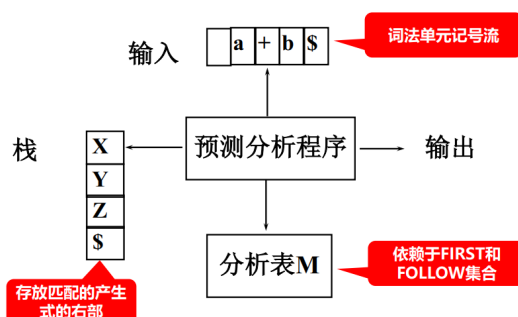 输入
a + b $
词法单元记号流
栈
X
Y
Z
$
预测分析程序
输出
分析表M
依赖于FIRST和
FOLLOW集合
存放匹配的产生
式的右部